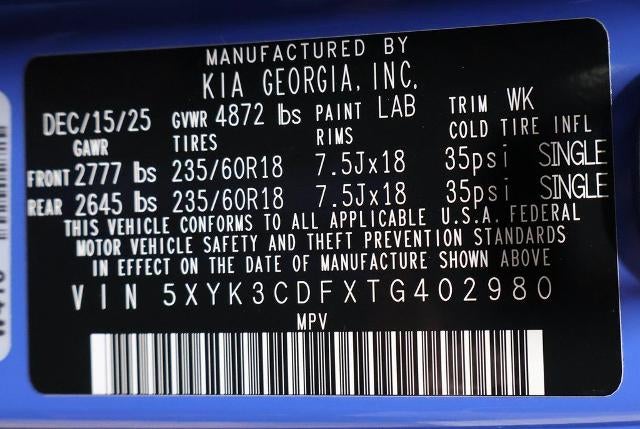 MANUFACTURED BY
KIA GEORGIA, INC.
DEC/15/25 GVWR 4872 lbs PAINT LAB TRIM WK
GAWR TIRES RIMS COLD TIRE INFL
FRONT 2777 lbs 235/60R18 7.5Jx18 35psi SINGLE
REAR 2645 lbs 235/60R18 7.5Jx18 35psi SINGLE
THIS VEHICLE CONFORMS TO ALL APPLICABLE U.S.A. FEDERAL
MOTOR VEHICLE SAFETY AND THEFT PREVENTION STANDARDS
IN EFFECT ON THE DATE OF MANUFACTURE SHOWN ABOVE
VIN 5XYK3CDFXTG402980
MPV